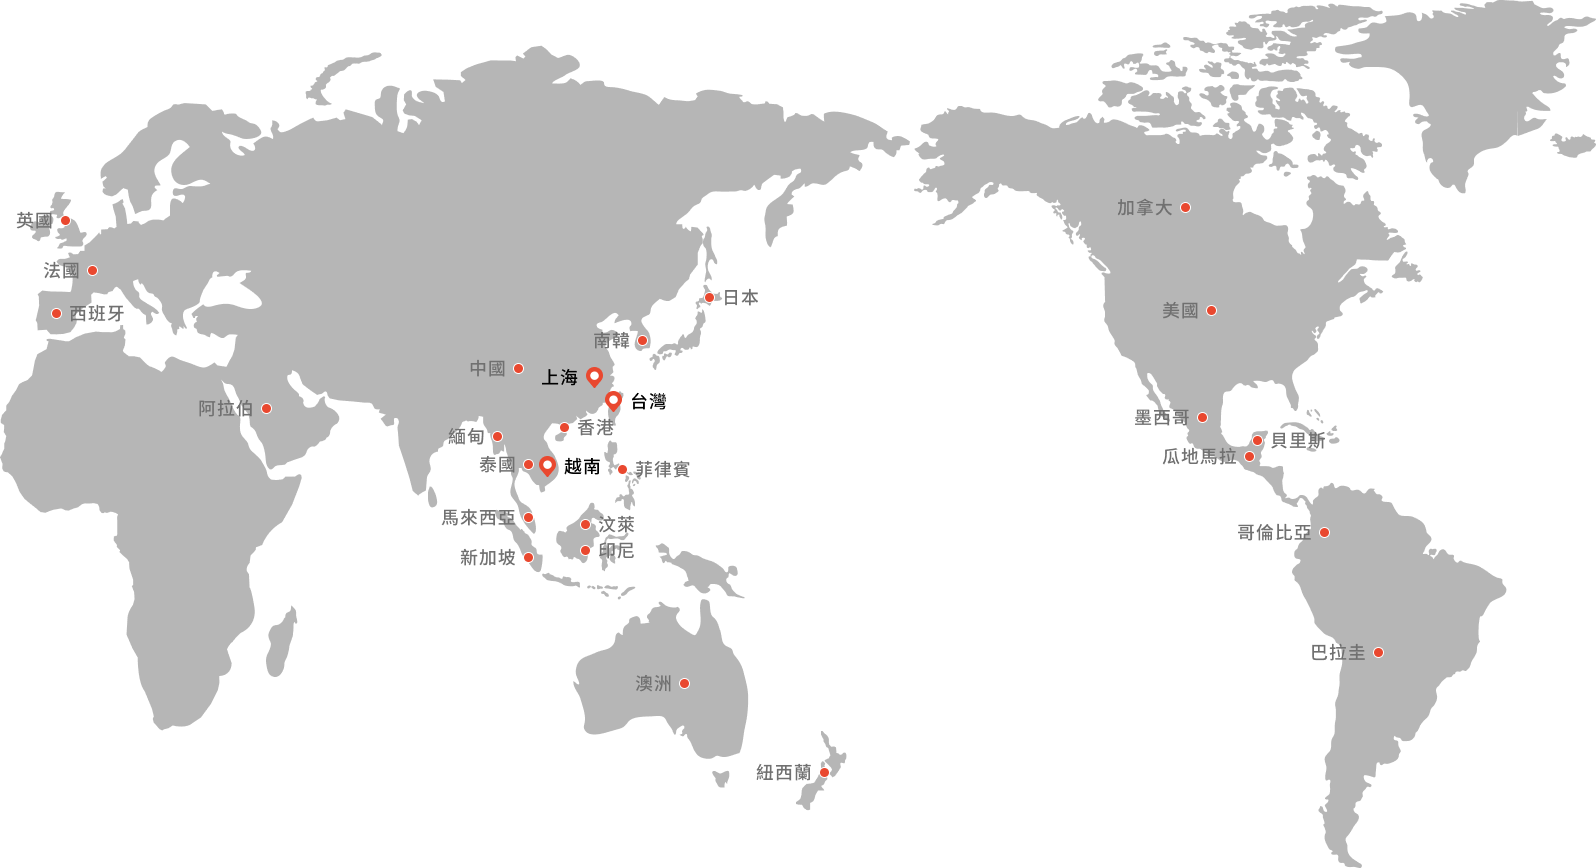 加拿大
英國
法國
日本
美國
西班牙
南韓
中國
上海
台灣
阿拉伯
墨西哥
香港
緬甸
貝里斯
瓜地馬拉
泰國
越南
菲律賓
馬來西亞
汶萊
哥倫比亞
印尼
新加坡
巴拉圭
澳洲
紐西蘭